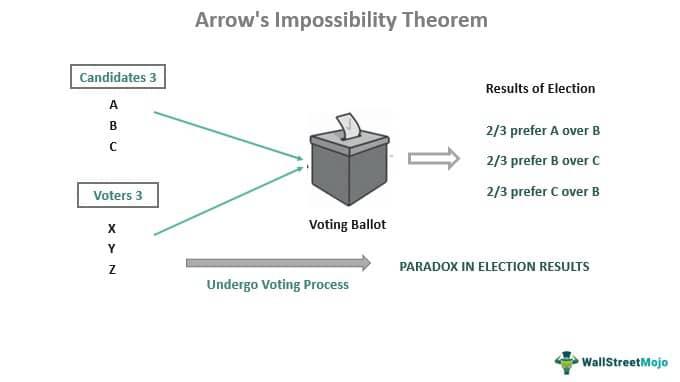 Arrow's Impossibility Theorem
Candidates 3
A
B
C
Voters 3
X
Y
Z
Voting Ballot
Undergo Voting Process
Results of Election
2/3 prefer A over B
2/3 prefer B over C
2/3 prefer C over B
PARADOX IN ELECTION RESULTS
WallStreetMojo